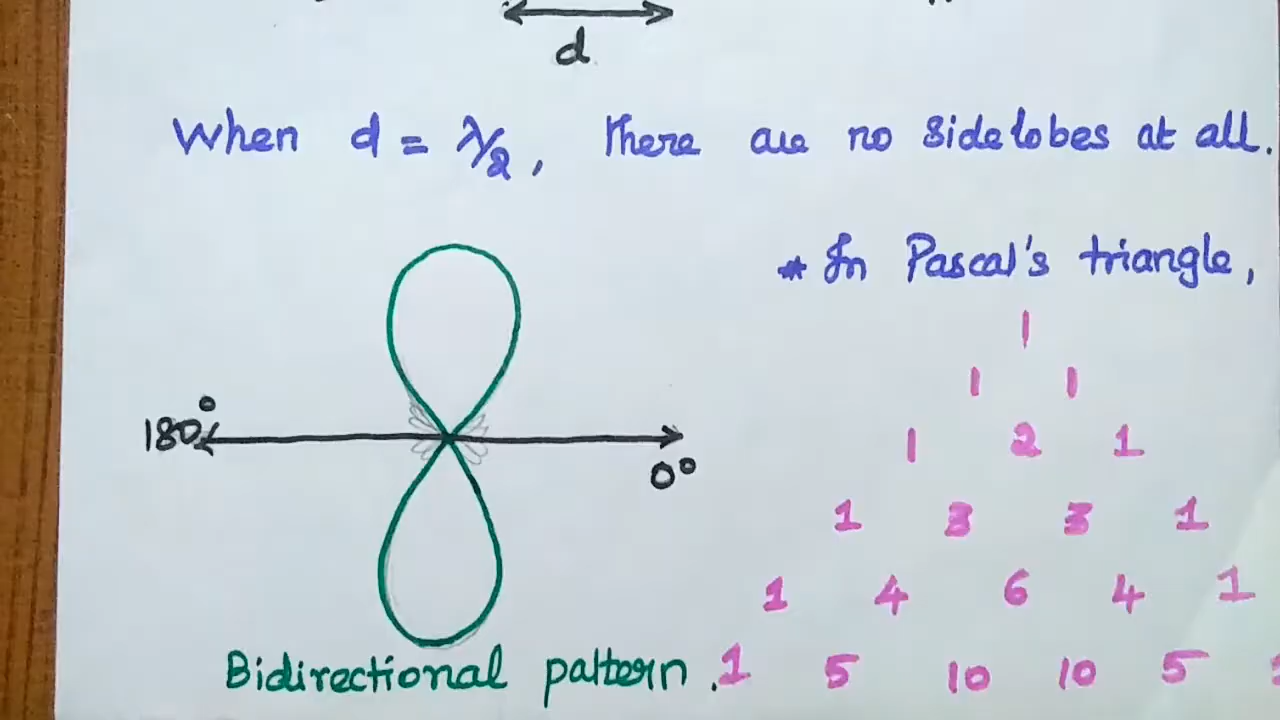 d
When d = λ/2, There are no Sidelobes at all.
* In Pascal's triangle,
1
1 1
1 2 1
1 3 3 1
1 4 6 4 1
1 5 10 10 5
180°
0°
Bidirectional pattern.